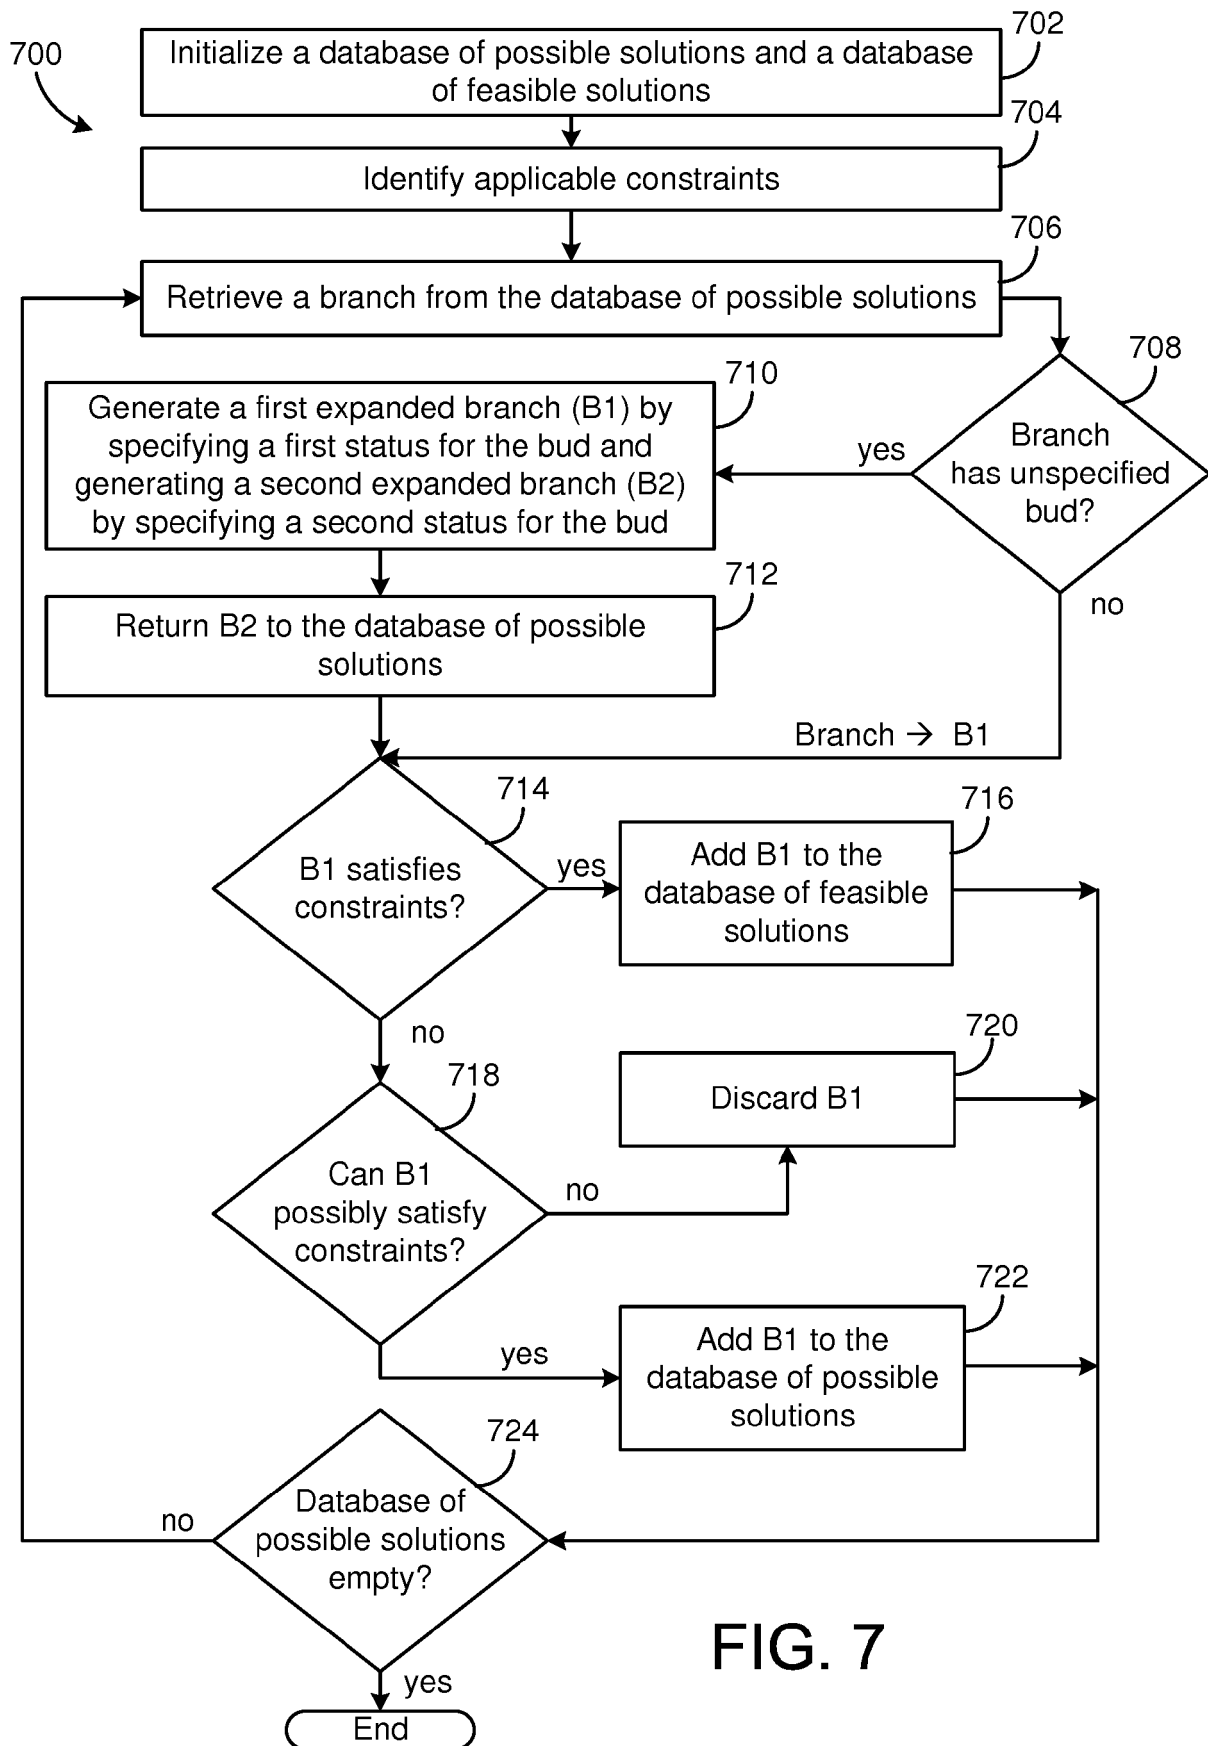 700
702
Initialize a database of possible solutions and a database
of feasible solutions
704
Identify applicable constraints
706
Retrieve a branch from the database of possible solutions
708
Branch
has unspecified
bud?
yes
no
710
Generate a first expanded branch (B1) by
specifying a first status for the bud and
generating a second expanded branch (B2)
by specifying a second status for the bud
712
Return B2 to the database of possible
solutions
Branch → B1
714
B1 satisfies
constraints?
yes
no
716
Add B1 to the
database of feasible
solutions
718
Can B1
possibly satisfy
constraints?
no
yes
720
Discard B1
722
Add B1 to the
database of possible
solutions
724
Database of
possible solutions
empty?
no
yes
End
FIG. 7